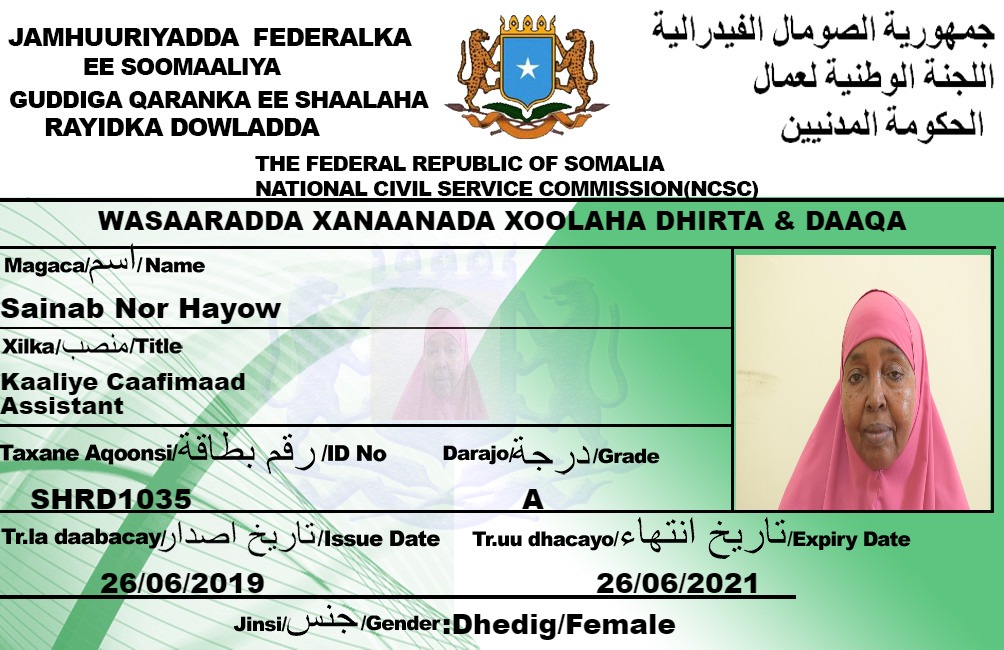 JAMHUURIYADDA FEDERALKA
EE SOOMAALIYA
GUDDIGA QARANKA EE SHAALAHA
RAYIDKA DOWLADDA
جمهورية الصومال الفيدرالية
اللجنة الوطنية لعمال
الحكومة المدنيين
THE FEDERAL REPUBLIC OF SOMALIA
NATIONAL CIVIL SERVICE COMMISSION(NCSC)
WASAARADDA XANAANADA XOOLAHA DHIRTA & DAAQA
Magaca/اسم/Name
Sainab Nor Hayow
Xilka/منصب/Title
Kaaliye Caafimaad
Assistant
Taxane Aqoonsi/رقم بطاقة/ID No
SHRD1035
Darajo/درجة/Grade
A
Tr.la daabacay/تاريخ اصدار/Issue Date
26/06/2019
Tr.uu dhacayo/تاريخ انتهاء/Expiry Date
26/06/2021
Jinsi/جنس/Gender:Dhedig/Female